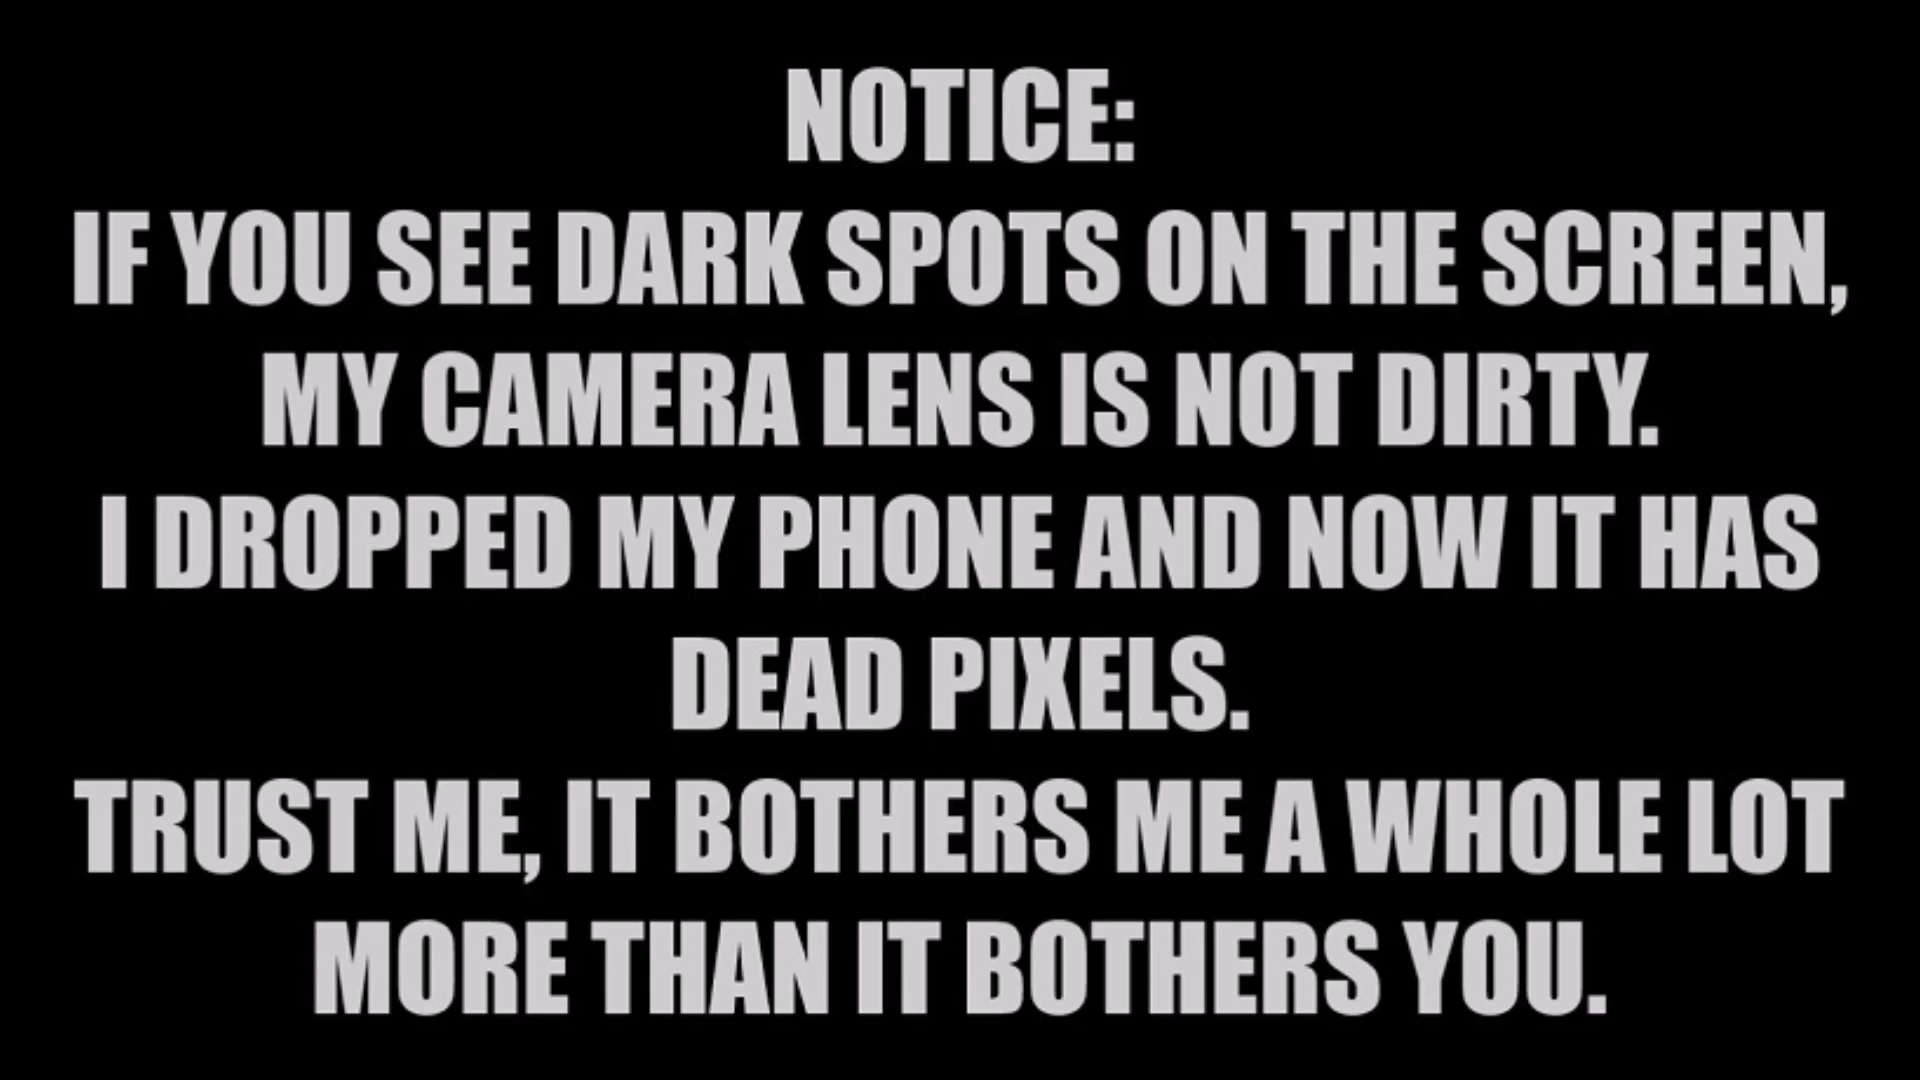 NOTICE:
IF YOU SEE DARK SPOTS ON THE SCREEN,
MY CAMERA LENS IS NOT DIRTY.
I DROPPED MY PHONE AND NOW IT HAS
DEAD PIXELS.
TRUST ME, IT BOTHERS ME A WHOLE LOT
MORE THAN IT BOTHERS YOU.